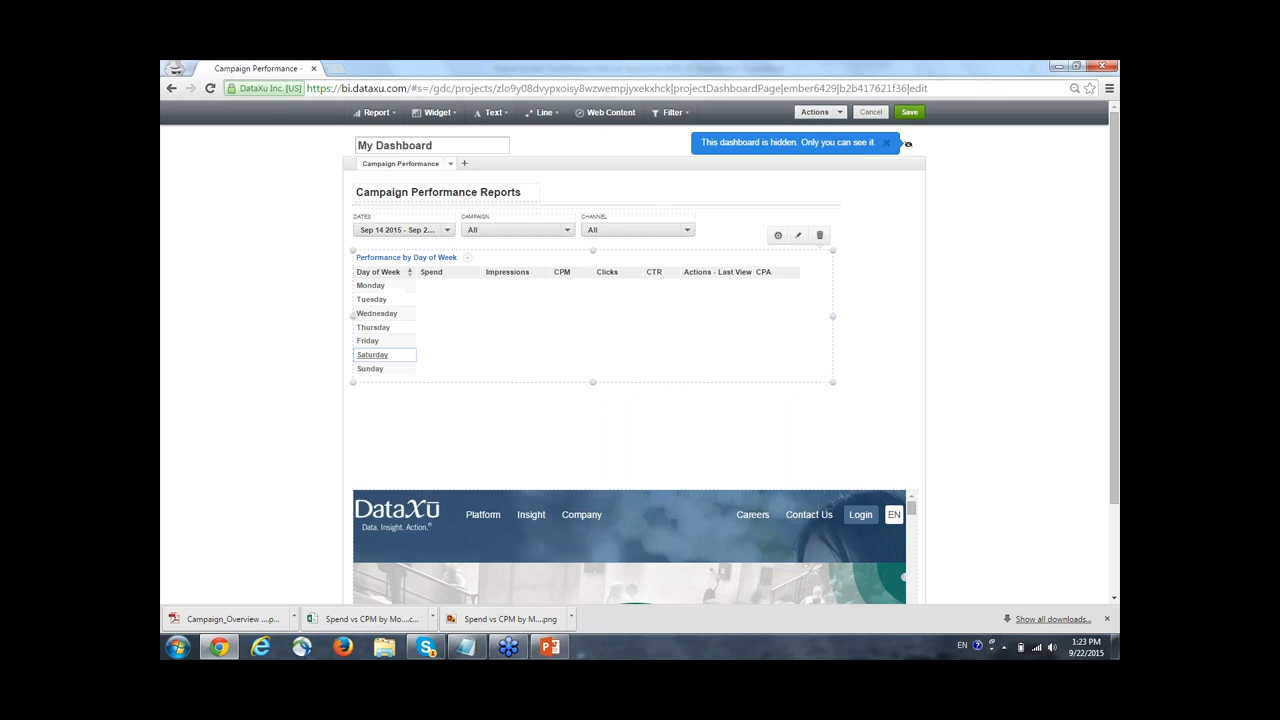 Campaign Performance -
DataXu Inc. [US] https://bi.dataxu.com/#s=/gdc/projects/zlo9y08dvypxoisy8wzwempjyxekxhck|projectDashboardPage|ember6429|b2b417621f36|edit
Report Widget Text Line Web Content Filter Actions Cancel Save
My Dashboard
This dashboard is hidden. Only you can see it.
Campaign Performance
Campaign Performance Reports
DATES CAMPAIGN CHANNEL
Sep 14 2015 - Sep 2... All All
Performance by Day of Week
Day of Week Spend Impressions CPM Clicks CTR Actions - Last View CPA
Monday
Tuesday
Wednesday
Thursday
Friday
Saturday
Sunday
DataXu Platform Insight Company Careers Contact Us Login EN
Data. Insight. Action.®
Campaign_Overview ....p... Spend vs CPM by Mo....c... Spend vs CPM by M....png Show all downloads...
EN 1:23 PM
9/22/2015